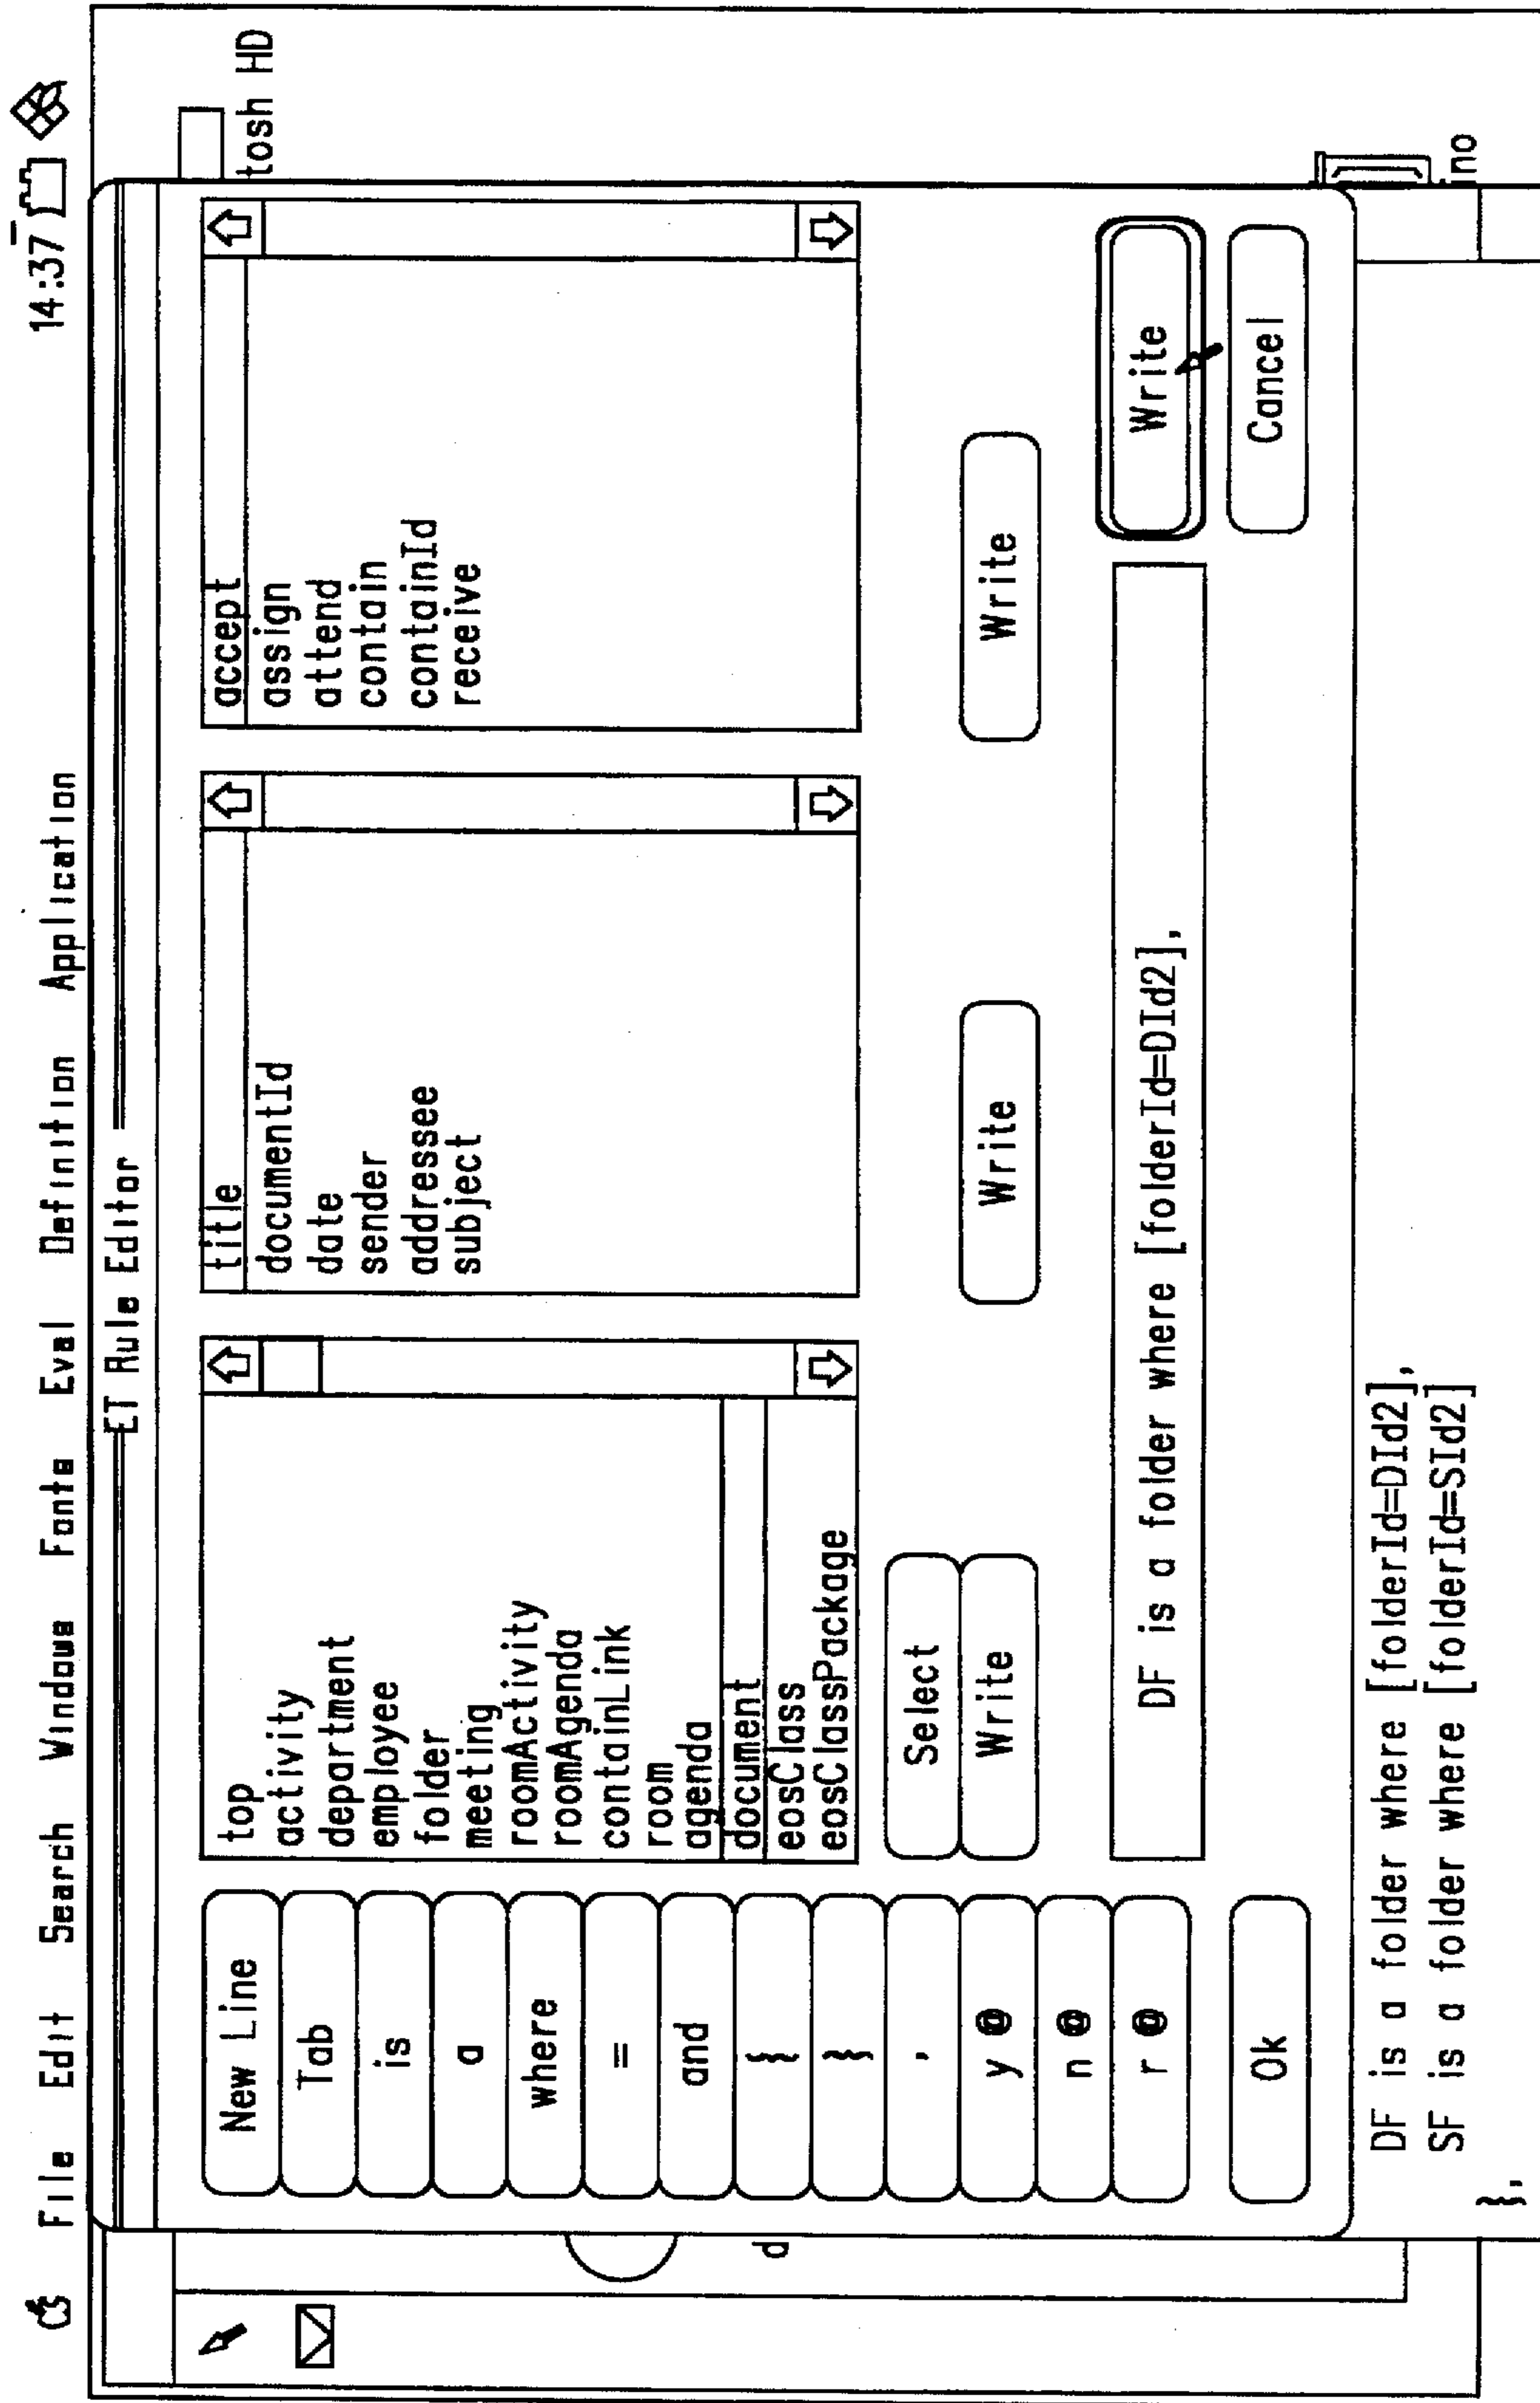 File Edit Search Windows Fonts Eval Definition Application 14:37
ET Rule Editor
tosh HD
New Line
Tab
is
a
where
=
and
{
}
,
y @
n @
r @
Ok
top
activity
department
employee
folder
meeting
roomActivity
roomAgenda
containLink
room
agenda
document
eosClass
eosClassPackage
Select
Write
title
documentId
date
sender
addressee
subject
Write
accept
assign
attend
contain
containId
receive
Write
DF is a folder where [folderId=DId2],
Write
Cancel
d
no
DF is a folder where [folderId=DId2],
SF is a folder where [folderId=SId2]
},